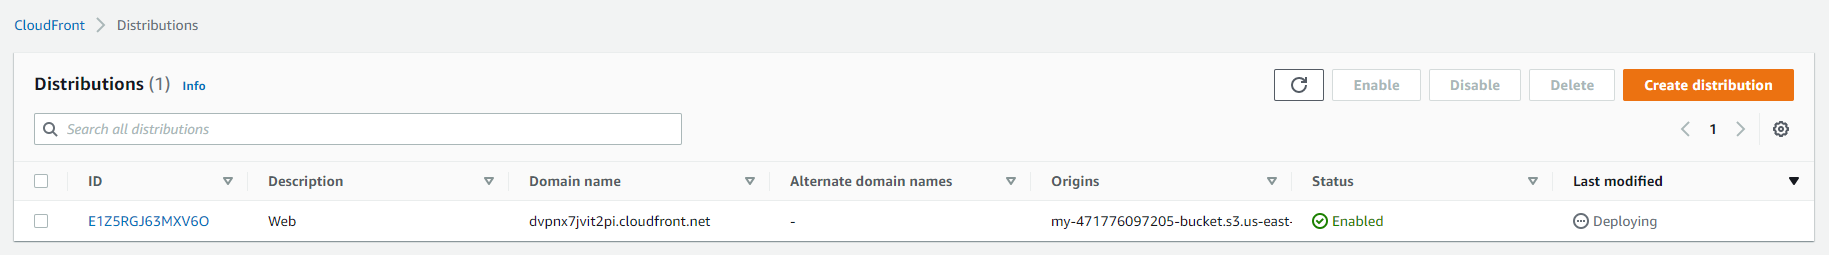 CloudFront > Distributions
Distributions (1) Info
Enable Disable Delete Create distribution
Search all distributions
1
ID Description Domain name Alternate domain names Origins Status Last modified
E1Z5RGJ63MXV6O Web dvpnx7jvit2pi.cloudfront.net - my-471776097205-bucket.s3.us-east- Enabled Deploying